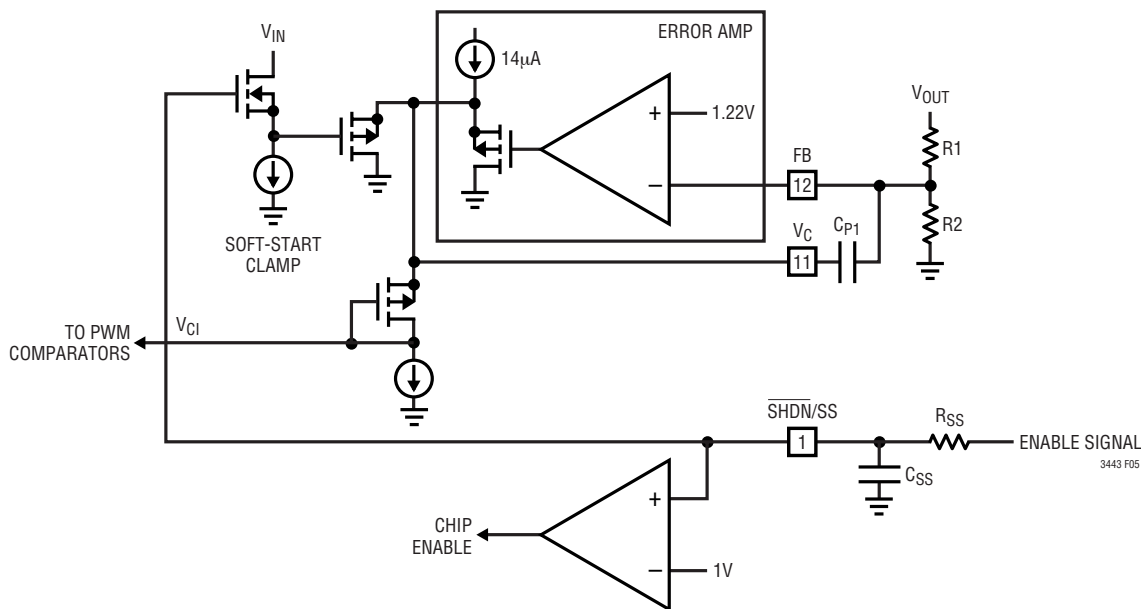 V_IN
ERROR AMP
14µA
1.22V
V_OUT
+
−
FB
12
R1
R2
V_C
11
C_P1
SOFT-START
CLAMP
TO PWM
COMPARATORS
V_CI
SHDN/SS
1
R_SS
ENABLE SIGNAL
3443 F05
C_SS
+
−
CHIP
ENABLE
1V